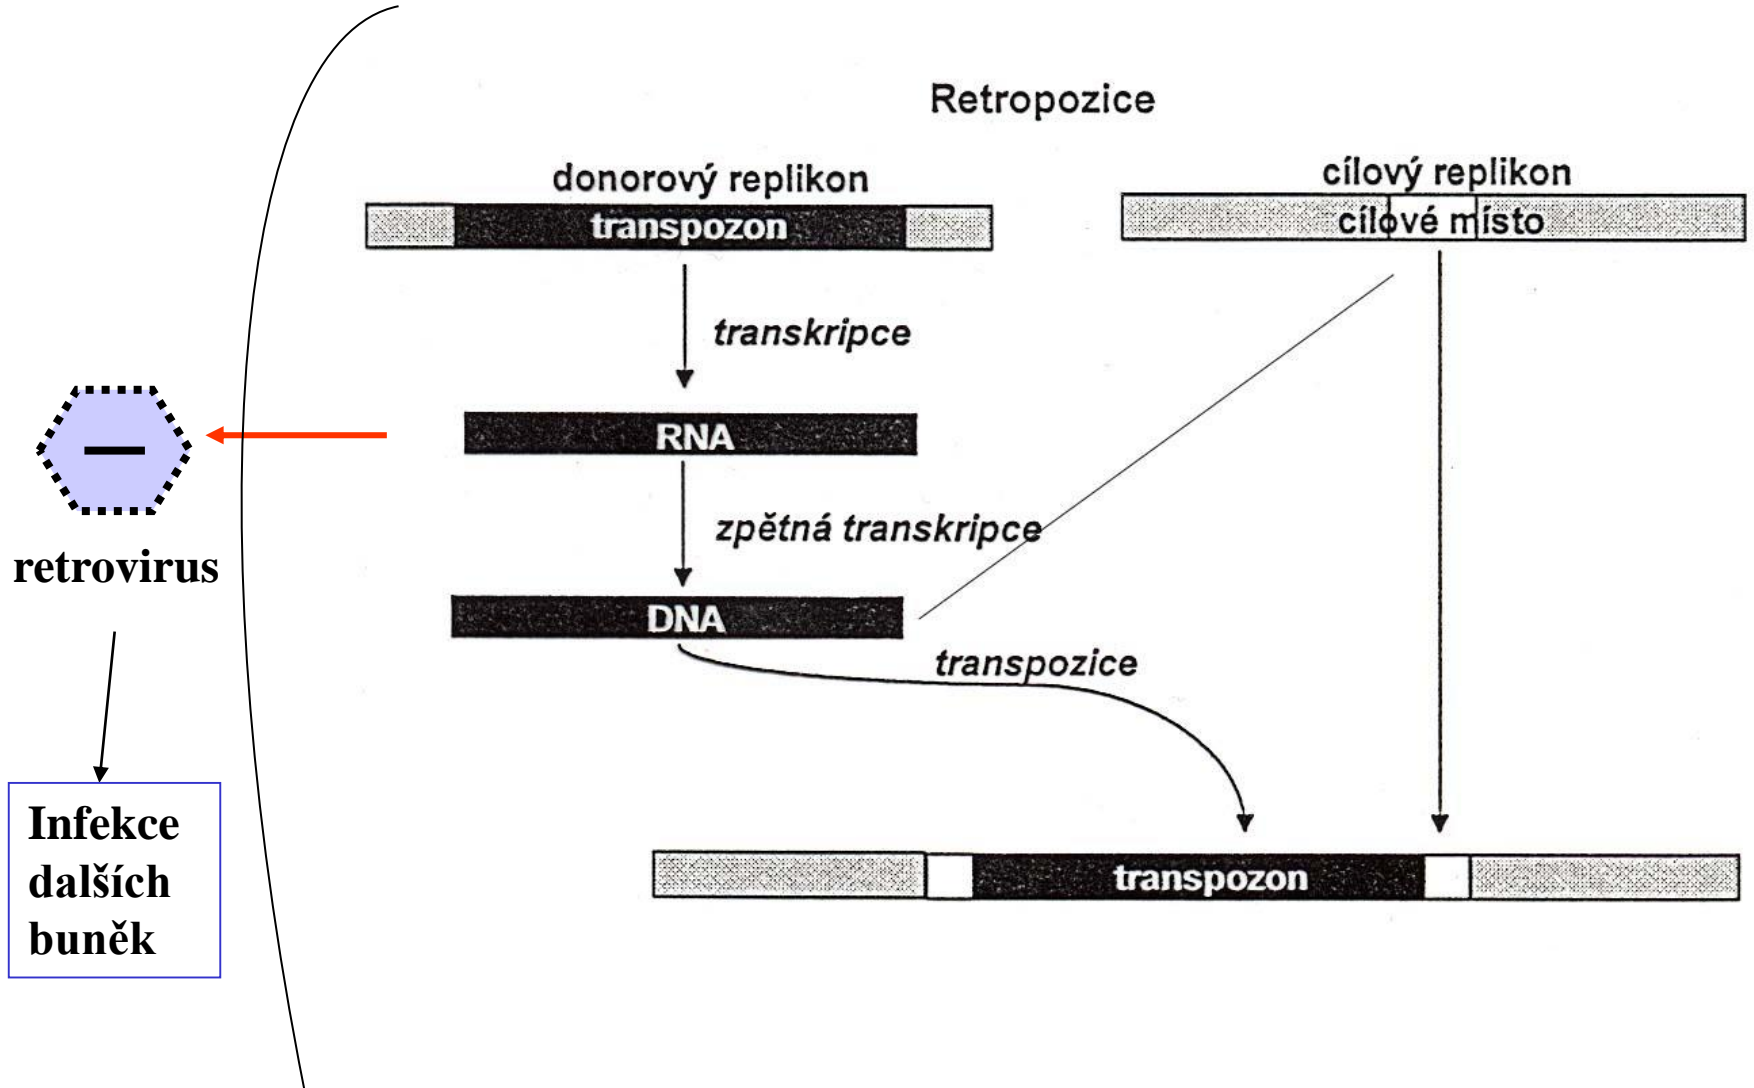 Retropozice
donorový replikon
transpozon
cílový replikon
cílové místo
transkripce
RNA
zpětná transkripce
DNA
transpozice
transpozon
retrovirus
Infekce
dalších
buněk